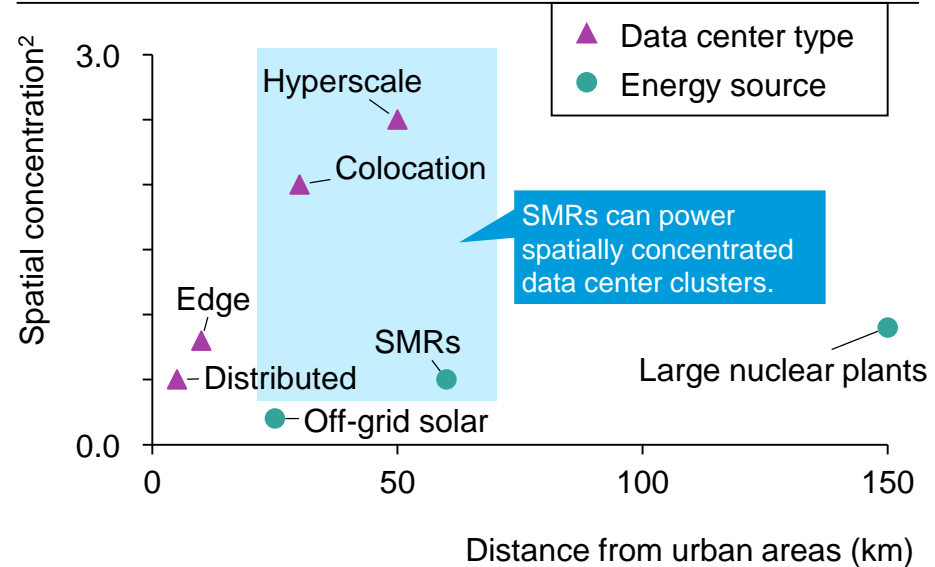 Data center type
Energy source
Spatial concentration²
3.0
0.0
Hyperscale
Colocation
SMRs can power
spatially concentrated
data center clusters.
Edge
SMRs
Distributed
Large nuclear plants
Off-grid solar
0
50
100
150
Distance from urban areas (km)